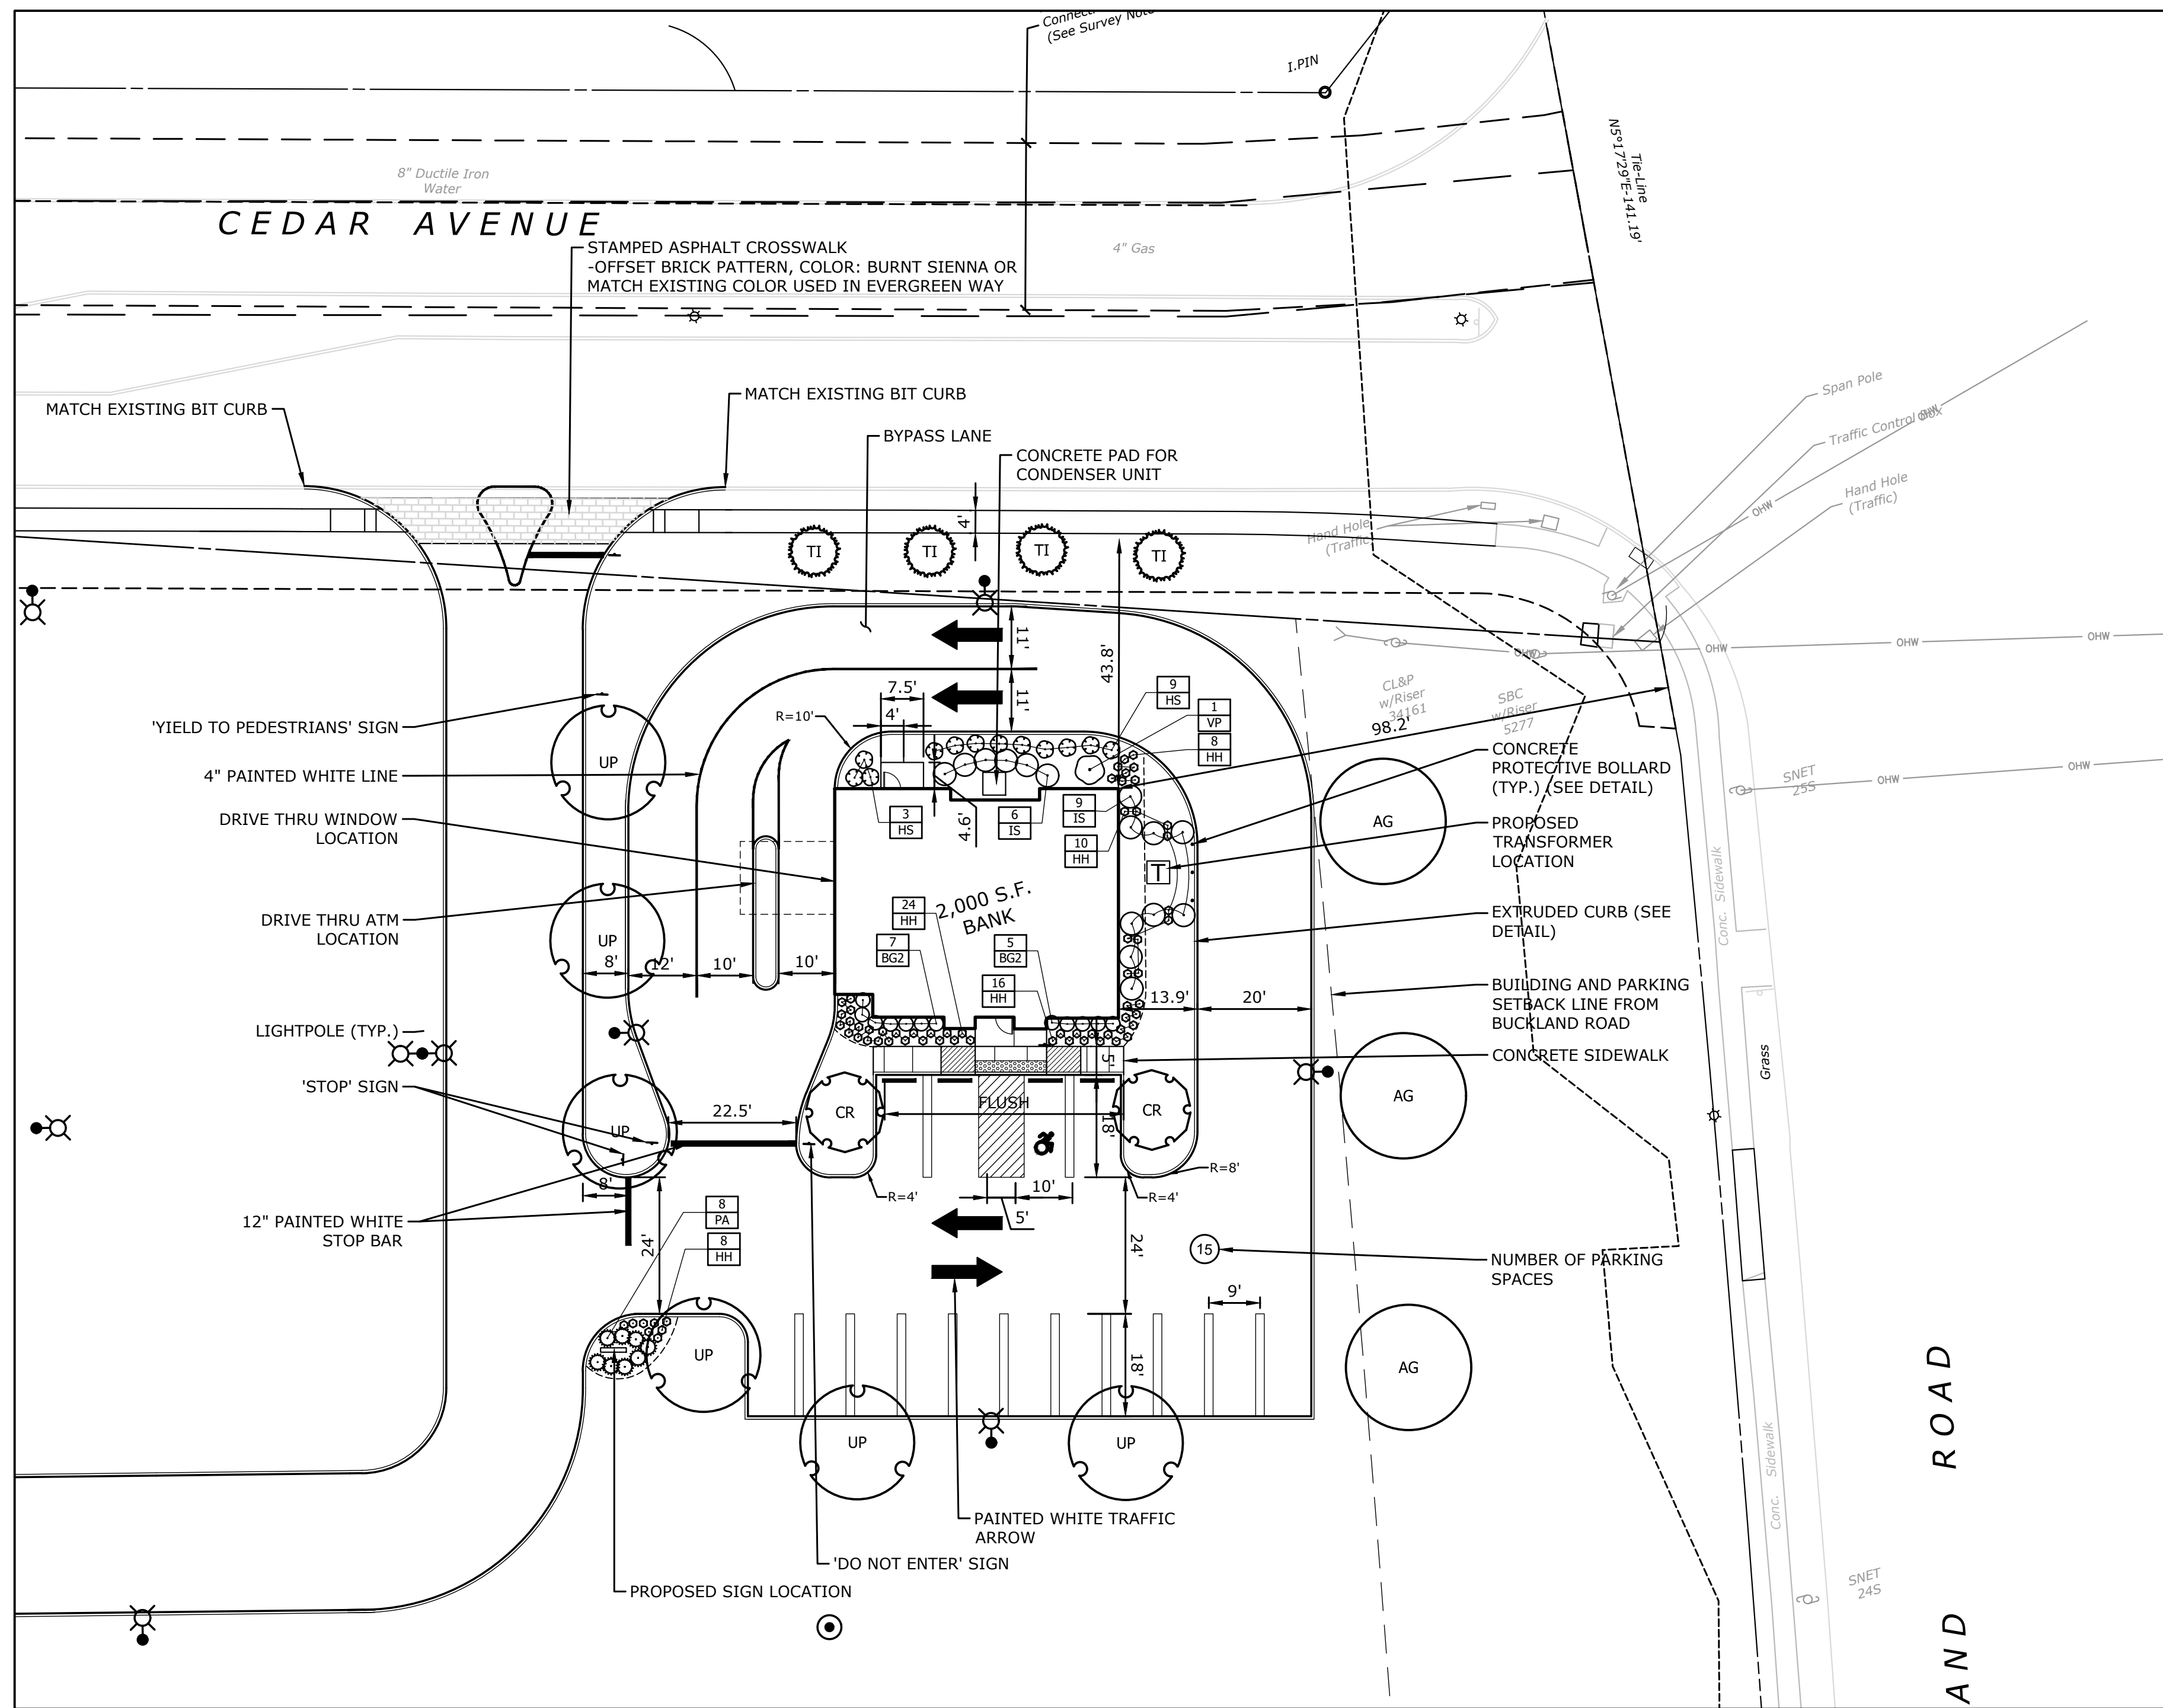 Connect
(See Survey Note
I.PIN
Tie-Line
N5°17'29"E-141.19'
8" Ductile Iron
Water
CEDAR AVENUE
4" Gas
STAMPED ASPHALT CROSSWALK
-OFFSET BRICK PATTERN, COLOR: BURNT SIENNA OR
MATCH EXISTING COLOR USED IN EVERGREEN WAY
MATCH EXISTING BIT CURB
MATCH EXISTING BIT CURB
BYPASS LANE
CONCRETE PAD FOR
CONDENSER UNIT
Span Pole
Traffic Control Box
OHW
Hand Hole
(Traffic)
OHW
Hand Hole
(Traffic
4'
TI
TI
TI
TI
11'
11'
43.8'
OHW
OHW
OHW
OHW
CL&P
w/Riser
34161
SBC
w/Riser
5277
98.2'
7.5'
4'
R=10'
9
HS
1
VP
8
HH
'YIELD TO PEDESTRIANS' SIGN
4" PAINTED WHITE LINE
DRIVE THRU WINDOW
LOCATION
DRIVE THRU ATM
LOCATION
LIGHTPOLE (TYP.)
'STOP' SIGN
12" PAINTED WHITE
STOP BAR
UP
UP
UP
3
HS
4.6'
6
IS
9
IS
10
HH
T
2,000 S.F.
BANK
24
HH
7
BG2
5
BG2
16
HH
8'
12'
10'
10'
13.9'
20'
CONCRETE
PROTECTIVE BOLLARD
(TYP.) (SEE DETAIL)
PROPOSED
TRANSFORMER
LOCATION
EXTRUDED CURB (SEE
DETAIL)
BUILDING AND PARKING
SETBACK LINE FROM
BUCKLAND ROAD
CONCRETE SIDEWALK
AG
AG
AG
SNET
25S
OHW
OHW
Conc. Sidewalk
Grass
22.5'
CR
FLUSH
CR
5'
18'
R=8'
R=4'
R=4'
10'
5'
8'
24'
24'
8
PA
8
HH
15
NUMBER OF PARKING
SPACES
9'
18'
UP
UP
UP
PAINTED WHITE TRAFFIC
ARROW
'DO NOT ENTER' SIGN
PROPOSED SIGN LOCATION
Conc. Sidewalk
SNET
24S
AND ROAD